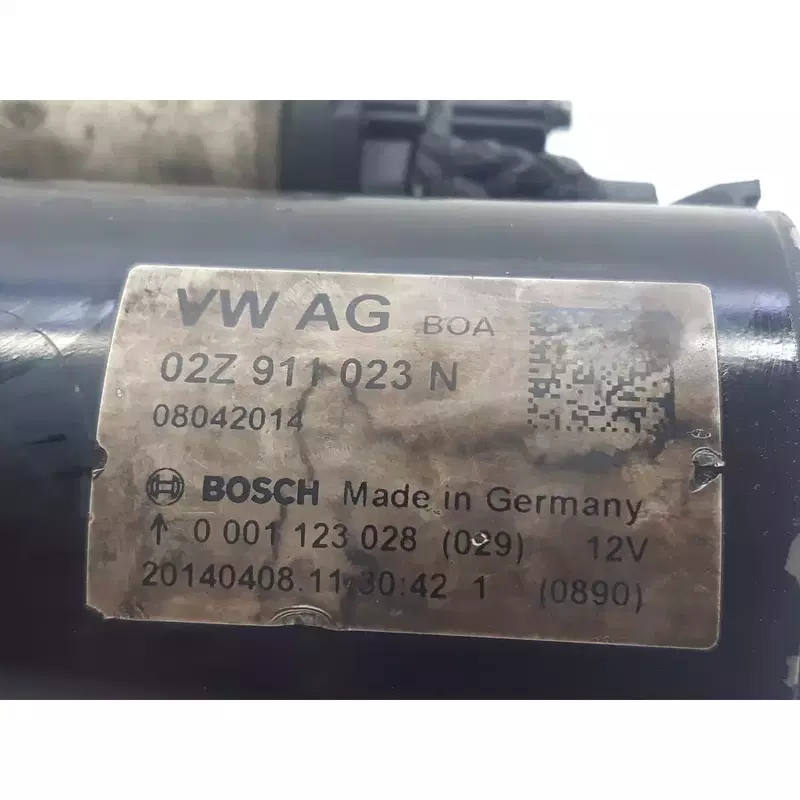 VW AG BOA
02Z 911 023 N
08042014
BOSCH Made in Germany
↑ 0 001 123 028 (029) 12V
20140408.11:30:42 1 (0890)